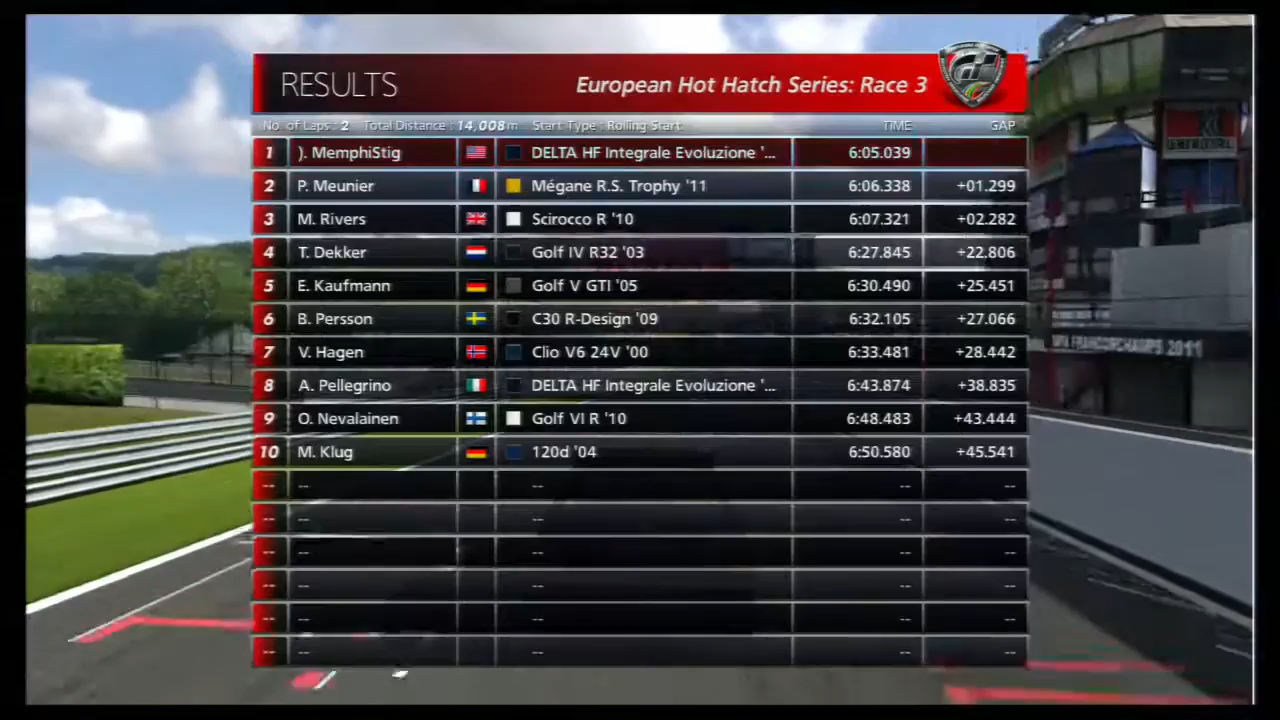 RESULTS European Hot Hatch Series: Race 3
No. of Laps : 2 Total Distance : 14,008m Start Type : Rolling Start TIME GAP
1 ). MemphiStig DELTA HF Integrale Evoluzione '... 6:05.039
2 P. Meunier Mégane R.S. Trophy '11 6:06.338 +01.299
3 M. Rivers Scirocco R '10 6:07.321 +02.282
4 T. Dekker Golf IV R32 '03 6:27.845 +22.806
5 E. Kaufmann Golf V GTI '05 6:30.490 +25.451
6 B. Persson C30 R-Design '09 6:32.105 +27.066
7 V. Hagen Clio V6 24V '00 6:33.481 +28.442
8 A. Pellegrino DELTA HF Integrale Evoluzione '... 6:43.874 +38.835
9 O. Nevalainen Golf VI R '10 6:48.483 +43.444
10 M. Klug 120d '04 6:50.580 +45.541
-- -- -- -- --
-- -- -- -- --
-- -- -- -- --
-- -- -- -- --
-- -- -- -- --
-- -- -- -- --
FRANCORCHAMPS 2011